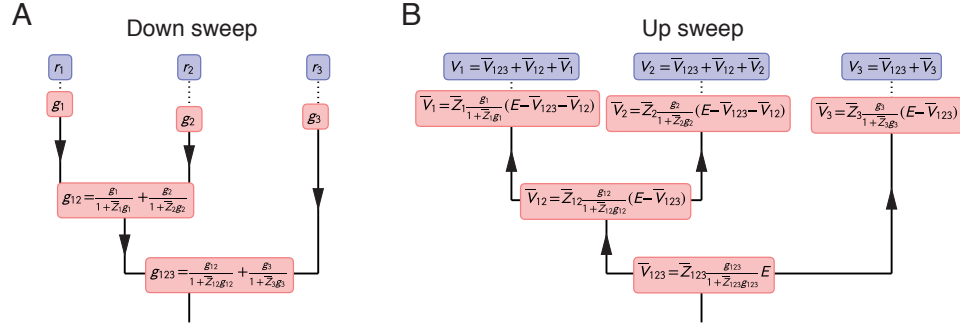 A
Down sweep
r₁
r₂
r₃
g₁
g₂
g₃
g₁₂ = g₁/(1+Z̅₁g₁) + g₂/(1+Z̅₂g₂)
g₁₂₃ = g₁₂/(1+Z̅₁₂g₁₂) + g₃/(1+Z̅₃g₃)
B
Up sweep
V₁ = V̅₁₂₃ + V̅₁₂ + V̅₁
V₂ = V̅₁₂₃ + V̅₁₂ + V̅₂
V₃ = V̅₁₂₃ + V̅₃
V̅₁ = Z̅₁ g₁/(1+Z̅₁g₁) (E − V̅₁₂₃ − V̅₁₂)
V̅₂ = Z̅₂ g₂/(1+Z̅₂g₂) (E − V̅₁₂₃ − V̅₁₂)
V̅₃ = Z̅₃ g₃/(1+Z̅₃g₃) (E − V̅₁₂₃)
V̅₁₂ = Z̅₁₂ g₁₂/(1+Z̅₁₂g₁₂) (E − V̅₁₂₃)
V̅₁₂₃ = Z̅₁₂₃ g₁₂₃/(1+Z̅₁₂₃g₁₂₃) E